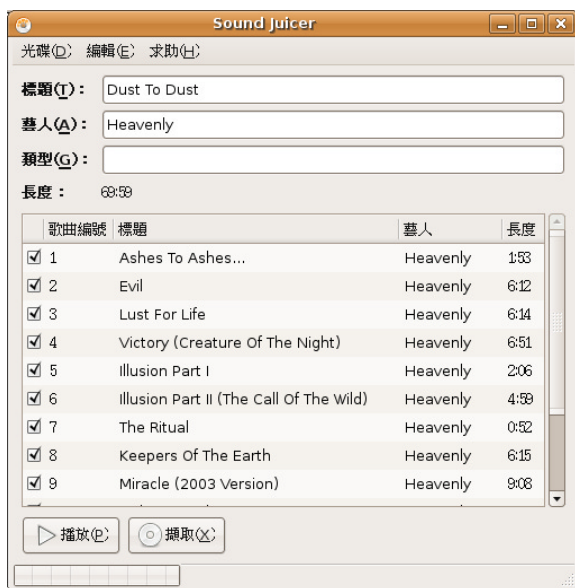 Sound Juicer
光碟(D) 編輯(E) 求助(H)
標題(T)： Dust To Dust
藝人(A)： Heavenly
類型(G)：
長度： 69:59
歌曲編號 標題 藝人 長度
1 Ashes To Ashes... Heavenly 1:53
2 Evil Heavenly 6:12
3 Lust For Life Heavenly 6:14
4 Victory (Creature Of The Night) Heavenly 6:51
5 Illusion Part I Heavenly 2:06
6 Illusion Part II (The Call Of The Wild) Heavenly 4:59
7 The Ritual Heavenly 0:52
8 Keepers Of The Earth Heavenly 6:15
9 Miracle (2003 Version) Heavenly 9:08
播放(P) 擷取(X)